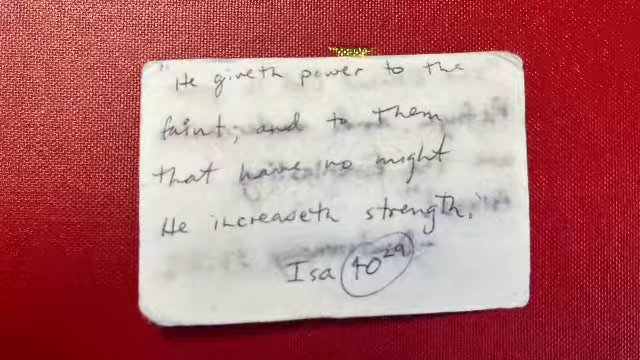 "He giveth power to the
faint; and to them
that have no might
He increaseth strength."
Isa 40 29